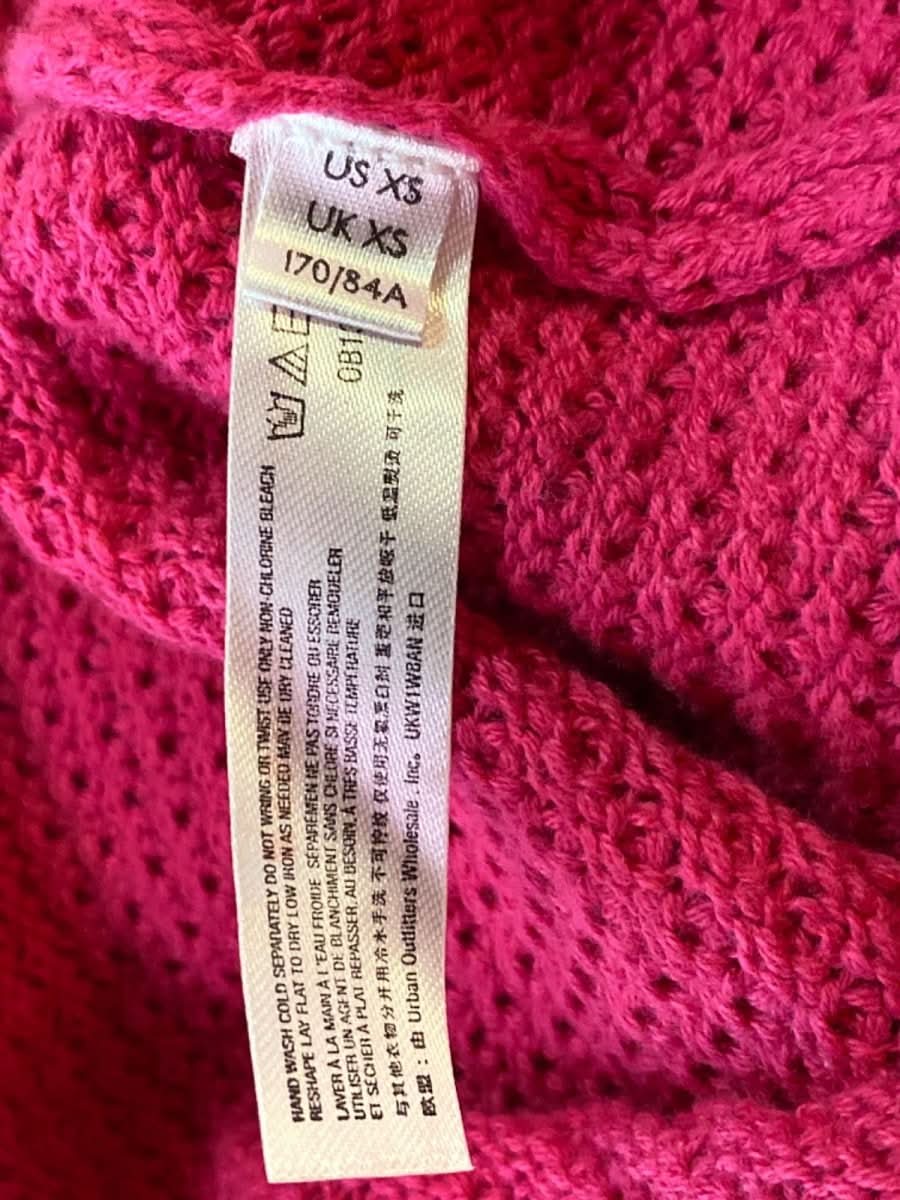 US XS
UK XS
170/84A
0B1
HAND WASH COLD SEPARATELY DO NOT WRING OR TWIST USE ONLY NON-CHLORINE BLEACH
RESHAPE LAY FLAT TO DRY LOW IRON AS NEEDED MAY BE DRY CLEANED
LAVER À LA MAIN À L'EAU FROIDE. SÉPARÉMEN NE PAS TORDRE OU ESSORER
UTILISER UN AGENT DE BLANCHIMENT SANS CHLORE SI NÉCESSAIRE REMODELER
ET SÉCHER À PLAT REPASSER, AU BESOIN, À TRÈS BASSE TEMPÉRATURE
与其他衣物分开用冷水手洗 不可拧绞 仅使用无氯漂白剂 重塑和平放晾干 低温熨烫 可干洗
欧盟：由 Urban Outfitters Wholesale. Inc。UKW1W8AN 进口